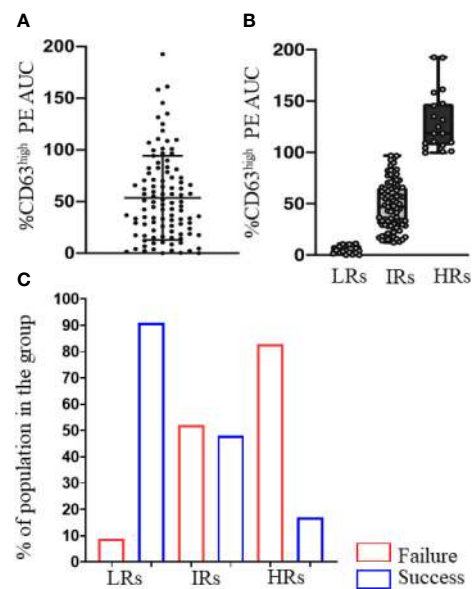 A
%CD63high PE AUC
200
150
100
50
0
B
%CD63high PE AUC
200
150
100
50
0
LRs IRs HRs
C
% of population in the group
100
90
80
70
60
50
40
30
20
10
0
LRs IRs HRs
Failure
Success